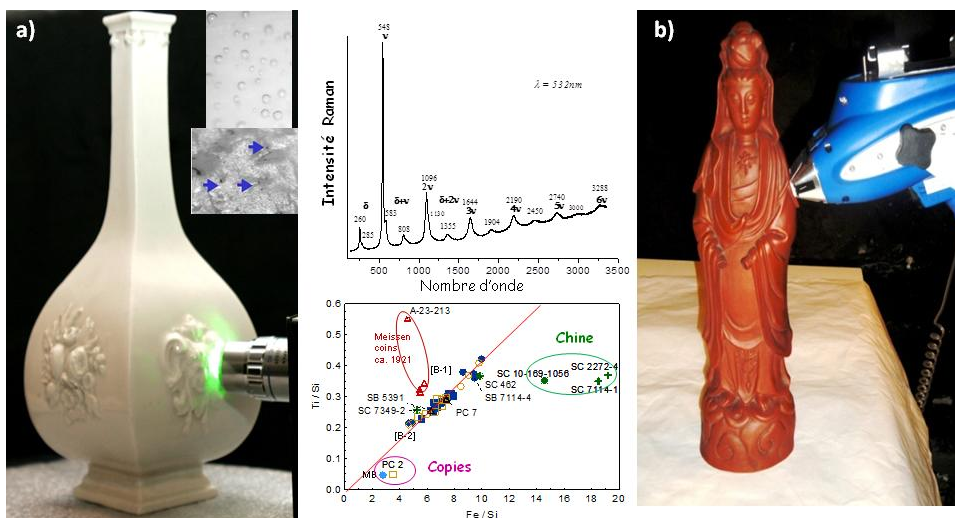 a)
548
ν
λ = 532nm
Intensité Raman
1096
2ν
δ
δ+ν
δ+2ν
1644
3ν
2190
4ν
2740
5ν
3288
6ν
260
285
583
808
1130
1355
1904
2450
3000
500 1000 1500 2000 2500 3000 3500
Nombre d'onde
0.6
0.5
0.4
0.3
0.2
0.1
0.0
Ti / Si
A-23-213
Meissen
coins
ca. 1921
[B-1]
Chine
SC 2272-4
SC 10-169-1056
SC 7114-1
SC 462
SB 7114-4
SB 5391
SC 7349-2
PC 7
[B-2]
PC 2
MB
Copies
0 2 4 6 8 10 12 14 16 18 20
Fe / Si
b)